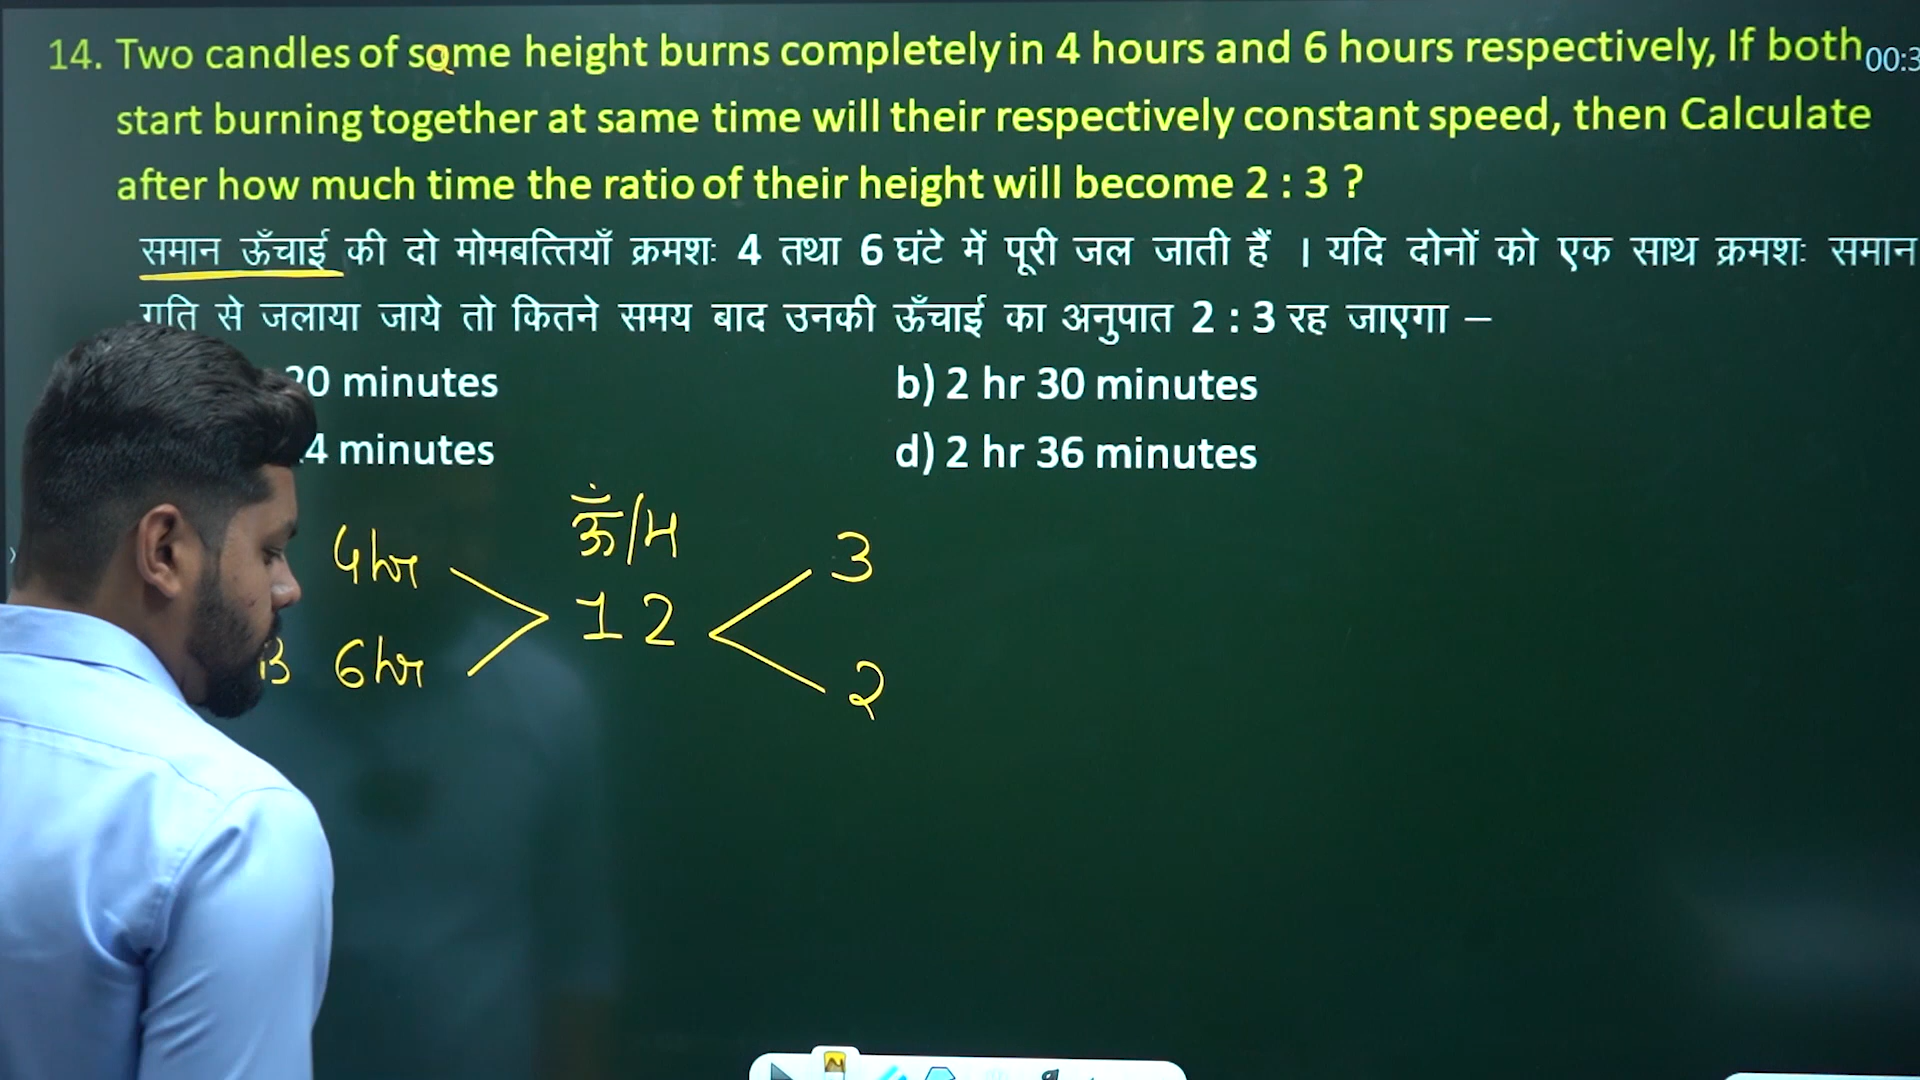 14. Two candles of same height burns completely in 4 hours and 6 hours respectively, If both
00:3
start burning together at same time will their respectively constant speed, then Calculate
after how much time the ratio of their height will become 2 : 3 ?
समान ऊँचाई की दो मोमबत्तियाँ क्रमशः 4 तथा 6 घंटे में पूरी जल जाती हैं । यदि दोनों को एक साथ क्रमशः समान
गति से जलाया जाये तो कितने समय बाद उनकी ऊँचाई का अनुपात 2 : 3 रह जाएगा –
20 minutes
b) 2 hr 30 minutes
4 minutes
d) 2 hr 36 minutes
ऊँ/म
4hr
3
12
B 6hr
2